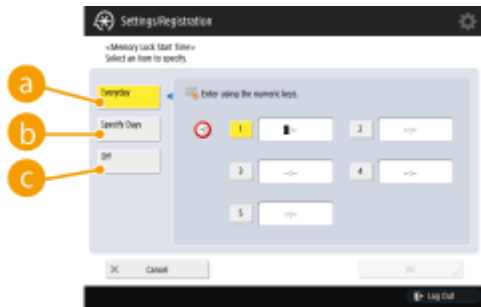 Settings/Registration
<Memory Lock Start Time>
Select an item to specify.
a
Everyday
Enter using the numeric keys.
b
Specify Days
1
--:--
2
--:--
c
Off
3
--:--
4
--:--
5
--:--
Cancel
OK
Log Out